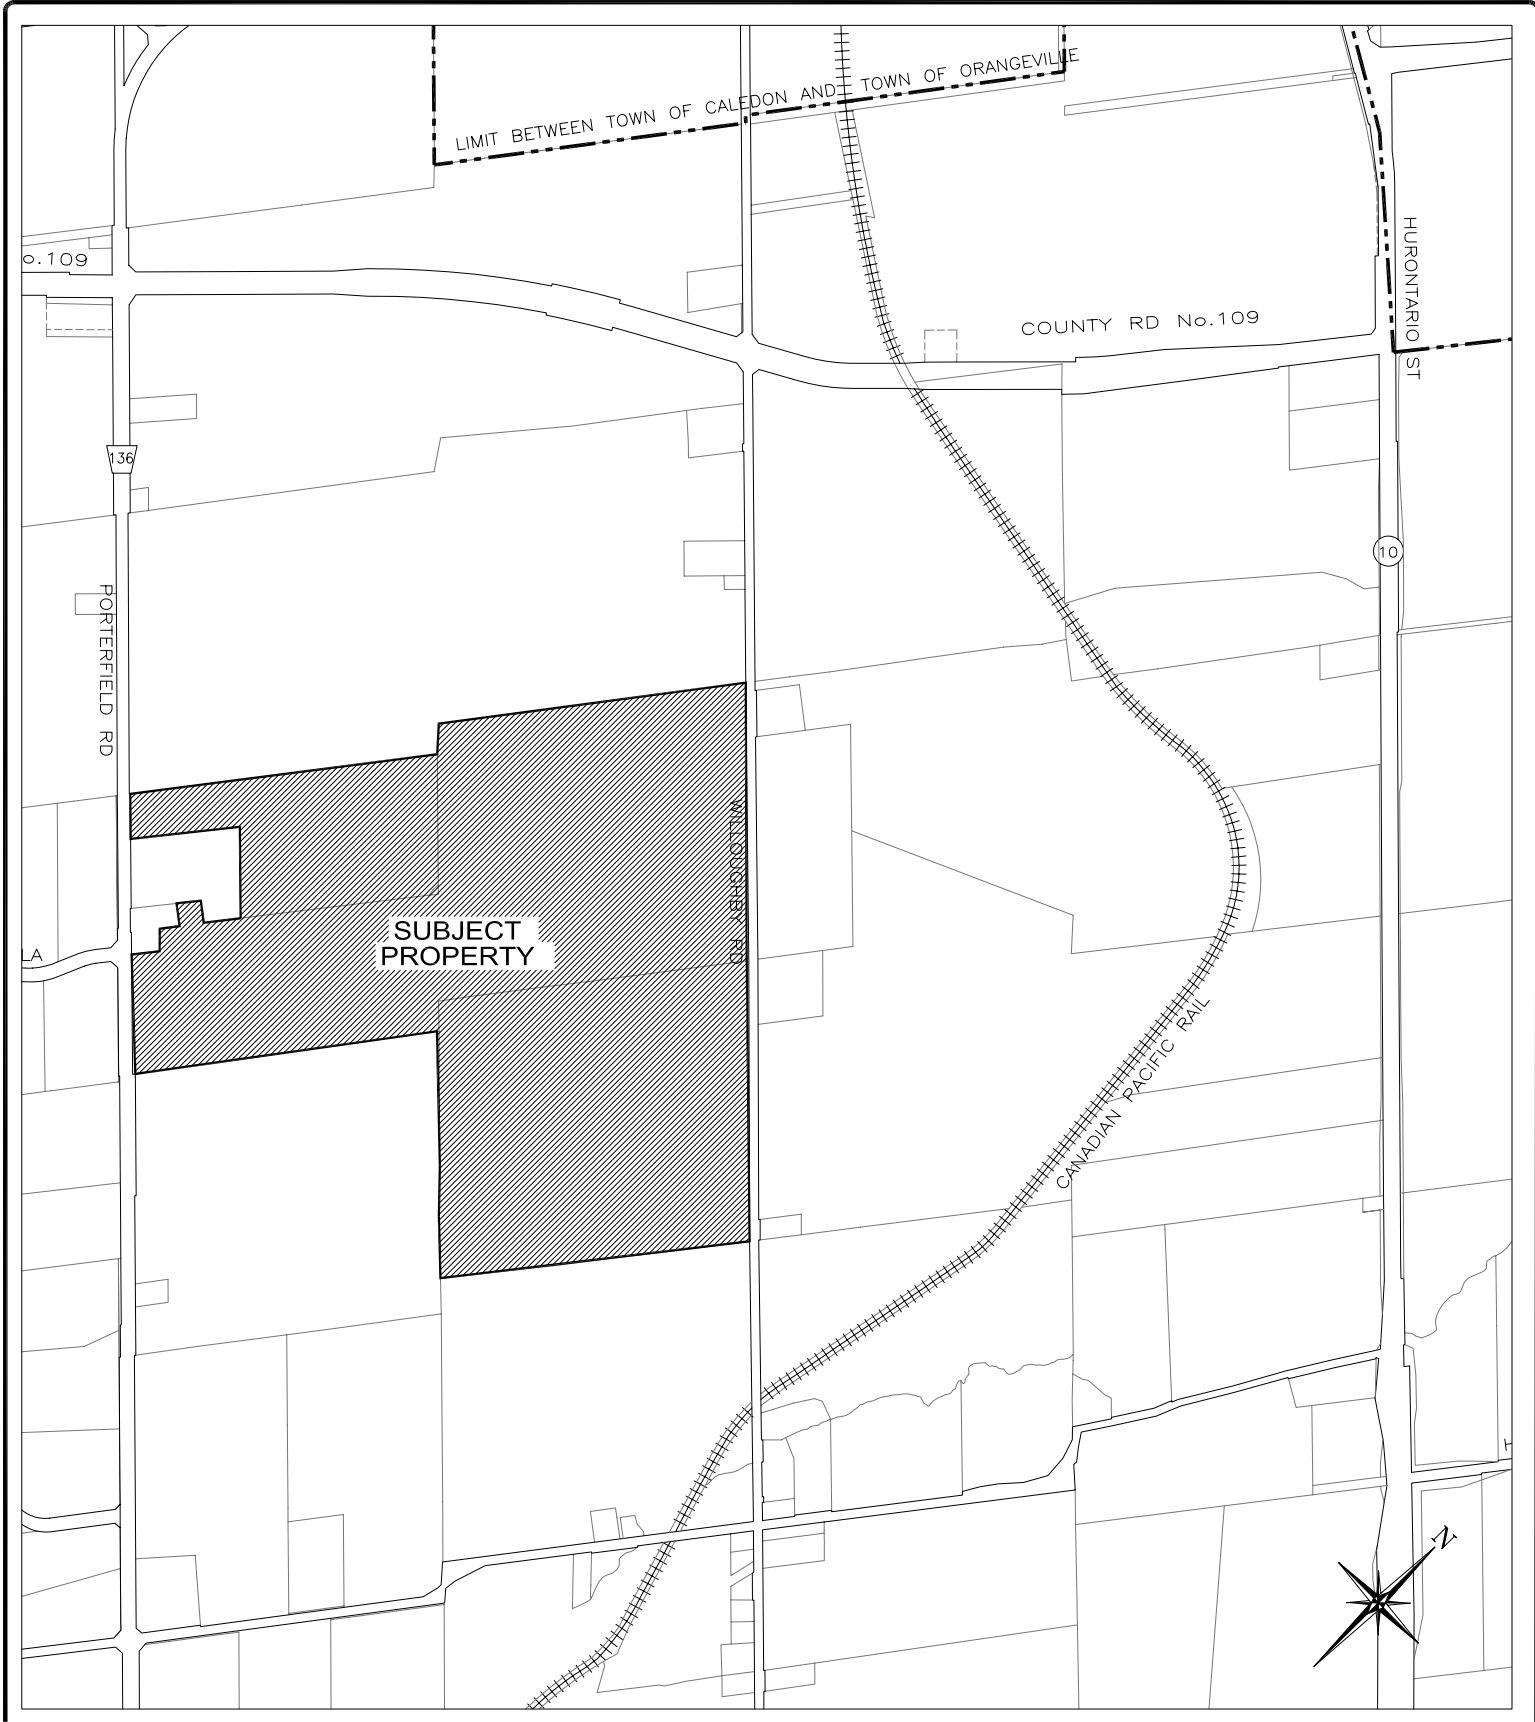 LIMIT BETWEEN TOWN OF CALEDON AND TOWN OF ORANGEVILLE
o.109
HURONTARIO ST
COUNTY RD No.109
136
10
PORTERFIELD RD
WILLOUGHBY RD
SUBJECT
PROPERTY
LA
CANADIAN PACIFIC RAIL
H
N